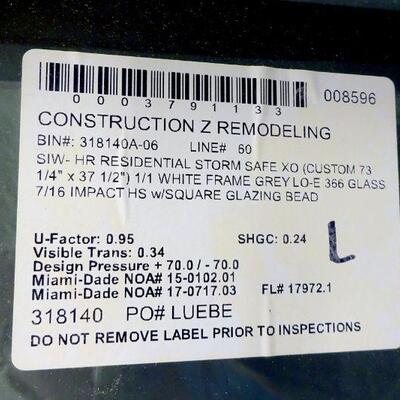 000379133
008596
CONSTRUCTION Z REMODELING
BIN#: 318140A-06 LINE# 60
SIW- HR RESIDENTIAL STORM SAFE XO (CUSTOM 73
1/4" x 37 1/2") 1/1 WHITE FRAME GREY LO-E 366 GLASS
7/16 IMPACT HS w/SQUARE GLAZING BEAD
U-Factor: 0.95 SHGC: 0.24
Visible Trans: 0.34
Design Pressure + 70.0 / - 70.0
Miami-Dade NOA# 15-0102.01
Miami-Dade NOA# 17-0717.03 FL# 17972.1
L
318140 PO# LUEBE
DO NOT REMOVE LABEL PRIOR TO INSPECTIONS